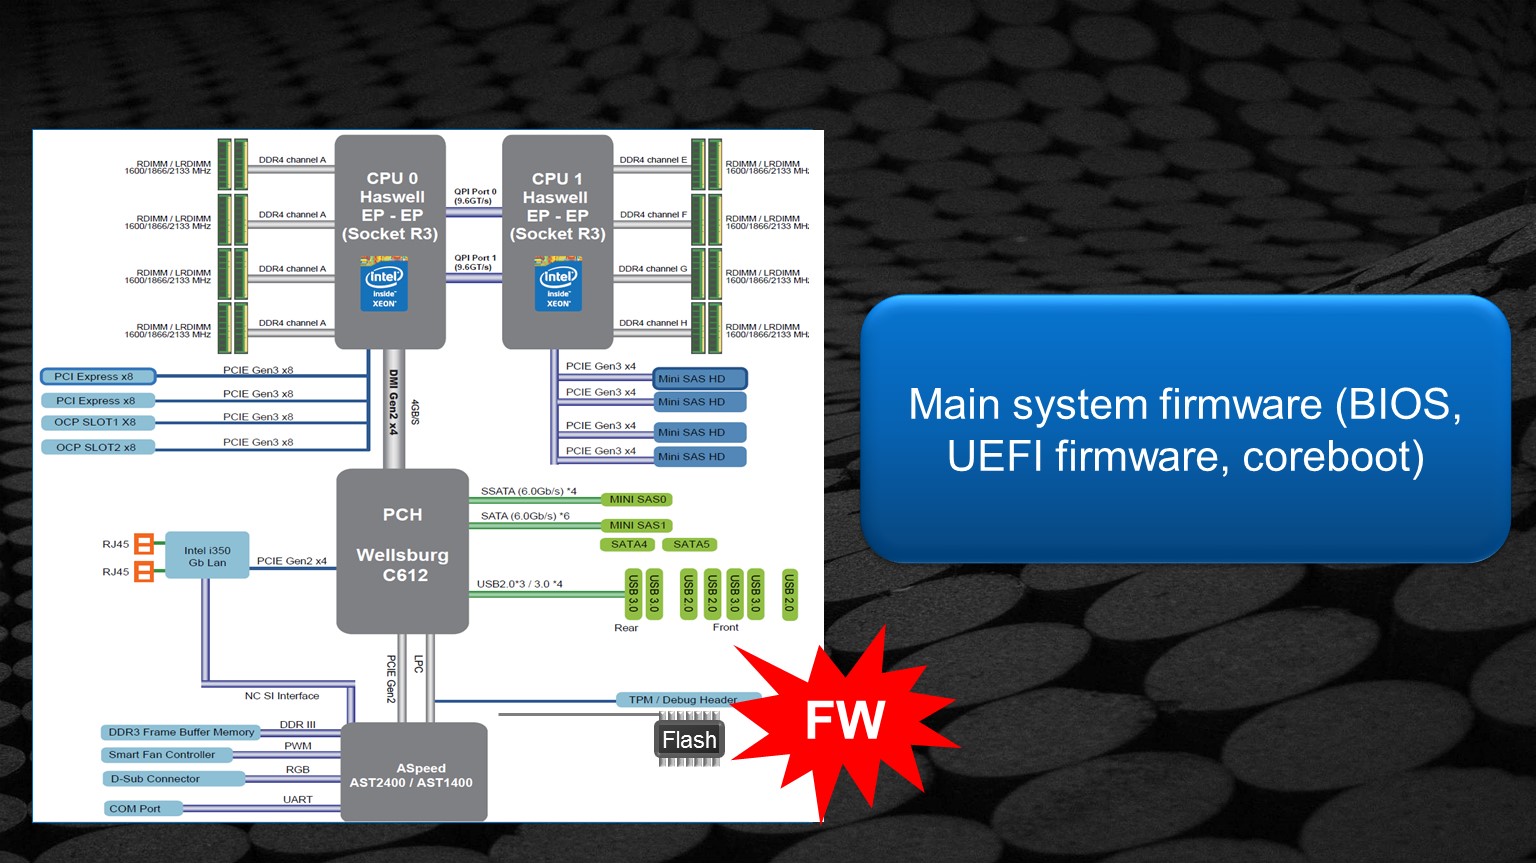 RDIMM / LRDIMM
1600/1866/2133 MHz
DDR4 channel A
RDIMM / LRDIMM
1600/1866/2133 MHz
DDR4 channel A
RDIMM / LRDIMM
1600/1866/2133 MHz
DDR4 channel A
RDIMM / LRDIMM
1600/1866/2133 MHz
DDR4 channel A
CPU 0
Haswell
EP - EP
(Socket R3)
intel
inside™
XEON®
QPI Port 0
(9.6GT/s)
QPI Port 1
(9.6GT/s)
CPU 1
Haswell
EP - EP
(Socket R3)
intel
inside™
XEON®
DDR4 channel E
RDIMM / LRDIMM
1600/1866/2133 MH
DDR4 channel F
RDIMM / LRDIMM
1600/1866/2133 MH
DDR4 channel G
RDIMM / LRDIMM
1600/1866/2133 MH
DDR4 channel H
RDIMM / LRDIMM
1600/1866/2133 MH
PCI Express x8
PCIE Gen3 x8
PCI Express x8
PCIE Gen3 x8
OCP SLOT1 X8
PCIE Gen3 x8
OCP SLOT2 x8
PCIE Gen3 x8
DMI Gen2 x4
4GB/S
PCIE Gen3 x4
Mini SAS HD
PCIE Gen3 x4
Mini SAS HD
PCIE Gen3 x4
Mini SAS HD
PCIE Gen3 x4
Mini SAS HD
PCH
Wellsburg
C612
SSATA (6.0Gb/s) *4
MINI SAS0
SATA (6.0Gb/s) *6
MINI SAS1
SATA4
SATA5
USB2.0*3 / 3.0 *4
USB 3.0
USB 3.0
USB 2.0
USB 2.0
USB 3.0
USB 3.0
USB 2.0
Rear
Front
RJ45
RJ45
Intel i350
Gb Lan
PCIE Gen2 x4
NC SI Interface
PCIE Gen2
LPC
TPM / Debug Header
Flash
FW
DDR3 Frame Buffer Memory
DDR III
Smart Fan Controller
PWM
D-Sub Connector
RGB
COM Port
UART
ASpeed
AST2400 / AST1400
Main system firmware (BIOS,
UEFI firmware, coreboot)